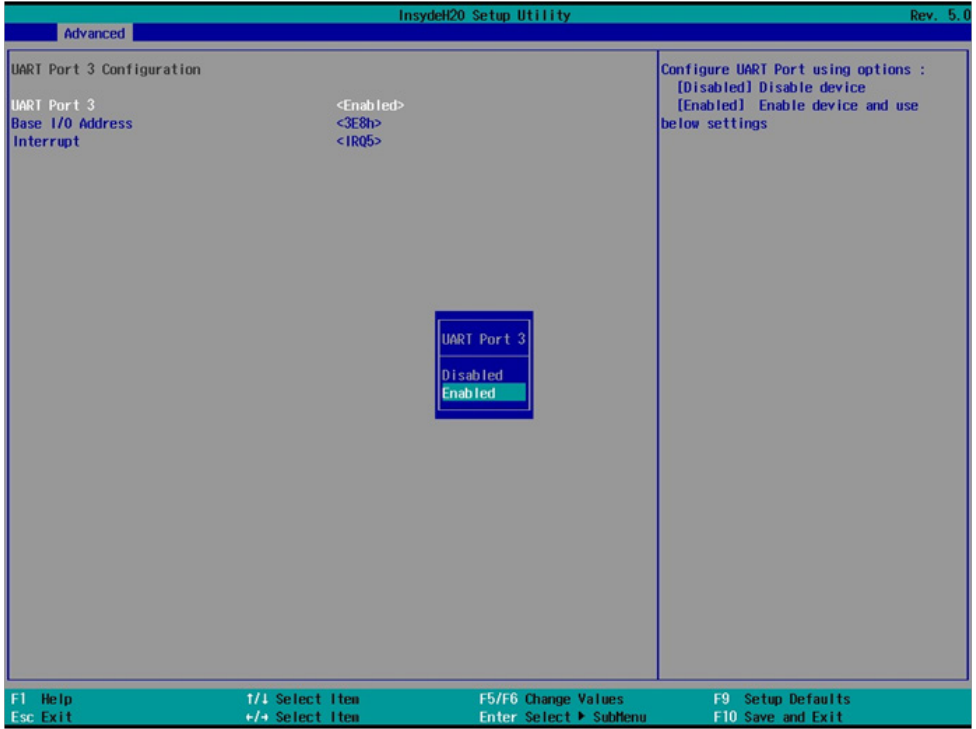 InsydeH20 Setup Utility Rev. 5.0
Advanced
UART Port 3 Configuration
UART Port 3 <Enabled>
Base I/O Address <3E8h>
Interrupt <IRQ5>
Configure UART Port using options :
[Disabled] Disable device
[Enabled] Enable device and use
below settings
UART Port 3
Disabled
Enabled
F1 Help ↑/↓ Select Item F5/F6 Change Values F9 Setup Defaults
Esc Exit ←/→ Select Item Enter Select ▶ SubMenu F10 Save and Exit